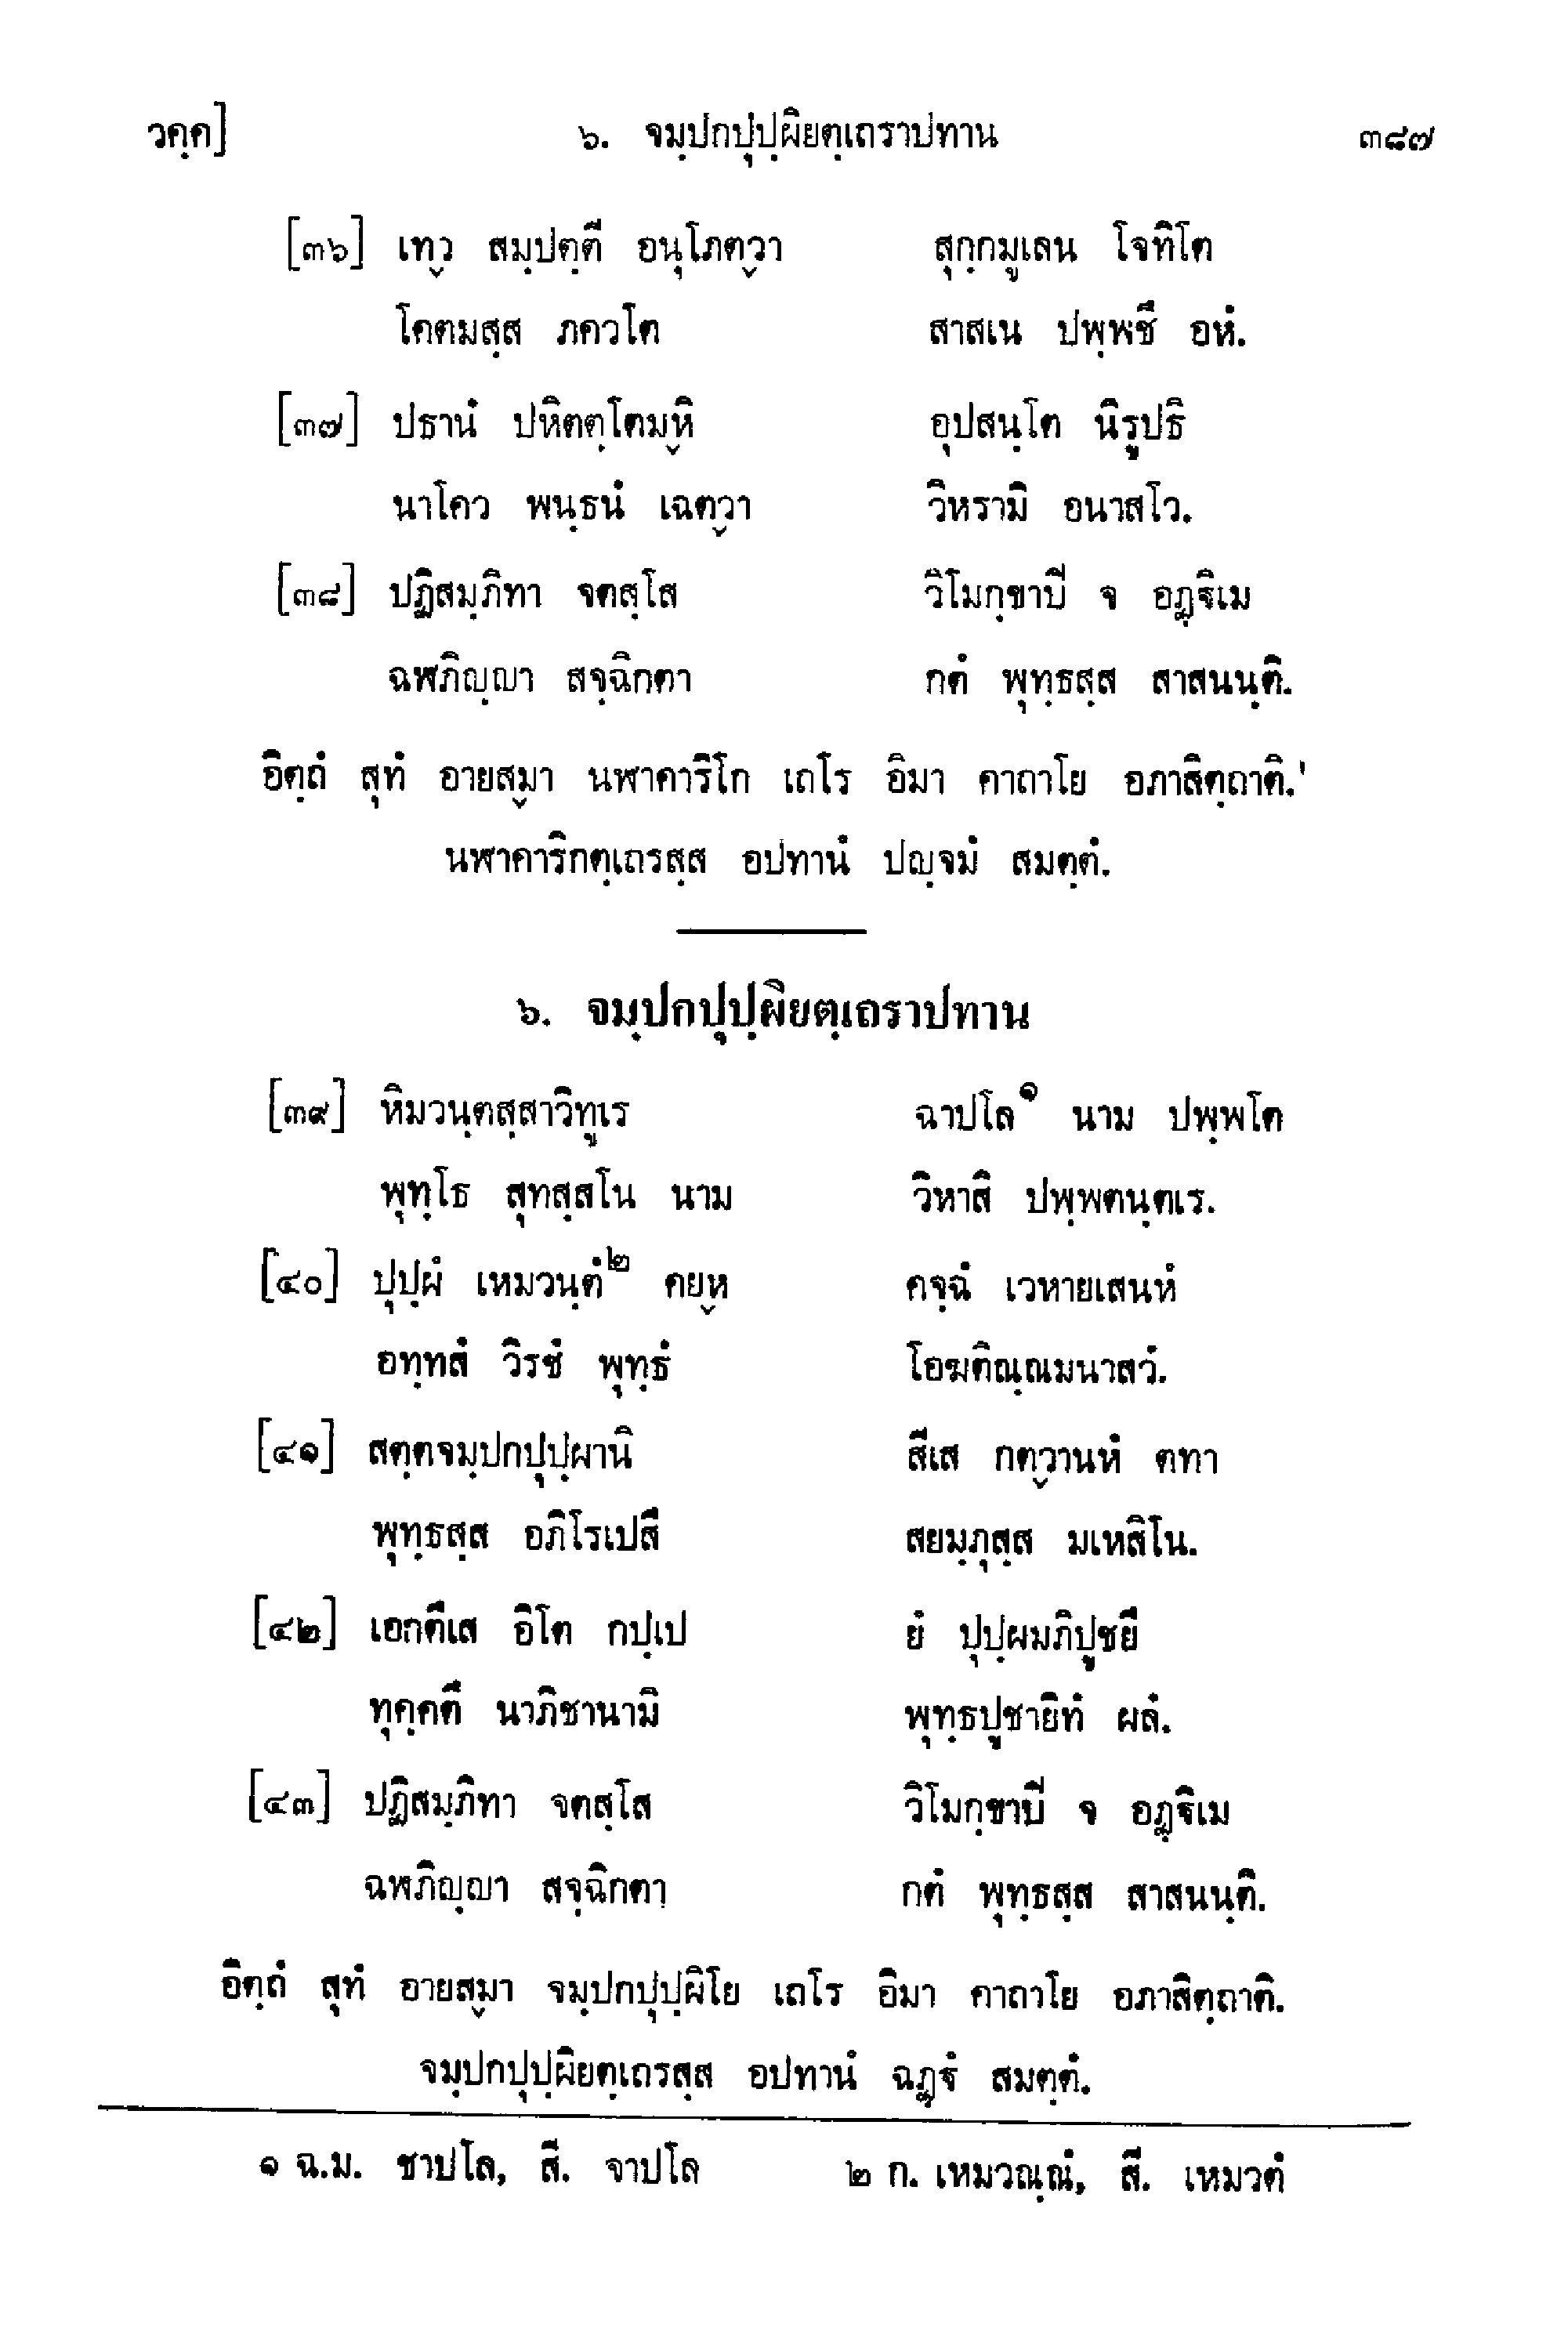 วคฺค] ๖. จมฺปกปุปฺผิยตฺเถราปทาน ๓๘๗
[๓๖] เทฺว สมฺปตฺตี อนุโภตฺวา สุกฺกมูเลน โจทิโต
โคตมสฺส ภควโต สาสเน ปพฺพชึ อหํ.
[๓๗] ปธานํ ปหิตตฺโตมฺหิ อุปสนฺโต นิรูปธิ
นาโคว พนฺธนํ เฉตฺวา วิหรามิ อนาสโว.
[๓๘] ปฏิสมฺภิทา จตสฺโส วิโมกฺขาปี จ อฏฺฐิเม
ฉฬภิญฺญา สจฺฉิกตา กตํ พุทฺธสฺส สาสนนฺติ.
อิตฺถํ สุทํ อายสฺมา นฬาคาริโก เถโร อิมา คาถาโย อภาสิตฺถาติ.'
นฬาคาริกตฺเถรสฺส อปทานํ ปญฺจมํ สมตฺตํ.
๖. จมฺปกปุปฺผิยตฺเถราปทาน
[๓๙] หิมวนฺตสฺสาวิทูเร ฉาปโล๑ นาม ปพฺพโต
พุทฺโธ สุทสฺสโน นาม วิหาสิ ปพฺพตนฺตเร.
[๔๐] ปุปฺผํ เหมวนฺตํ๒ คยฺห คจฺฉํ เวหายเสนหํ
อทฺทสํ วิรชํ พุทฺธํ โอฆติณฺณมนาสวํ.
[๔๑] สตฺตจมฺปกปุปฺผานิ สีเส กตฺวานหํ ตทา
พุทฺธสฺส อภิโรเปสึ สยมฺภุสฺส มเหสิโน.
[๔๒] เอกตึเส อิโต กปฺเป ยํ ปุปฺผมภิปูชยึ
ทุคฺคตึ นาภิชานามิ พุทฺธปูชายิทํ ผลํ.
[๔๓] ปฏิสมฺภิทา จตสฺโส วิโมกฺขาปี จ อฏฺฐิเม
ฉฬภิญฺญา สจฺฉิกตา กตํ พุทฺธสฺส สาสนนฺติ.
อิตฺถํ สุทํ อายสฺมา จมฺปกปุปฺผิโย เถโร อิมา คาถาโย อภาสิตฺถาติ.
จมฺปกปุปฺผิยตฺเถรสฺส อปทานํ ฉฏฺฐํ สมตฺตํ.
๑ ฉ.ม. ชาปโล, สี. จาปโล ๒ ก. เหมวณฺณํ, สี. เหมวตํ